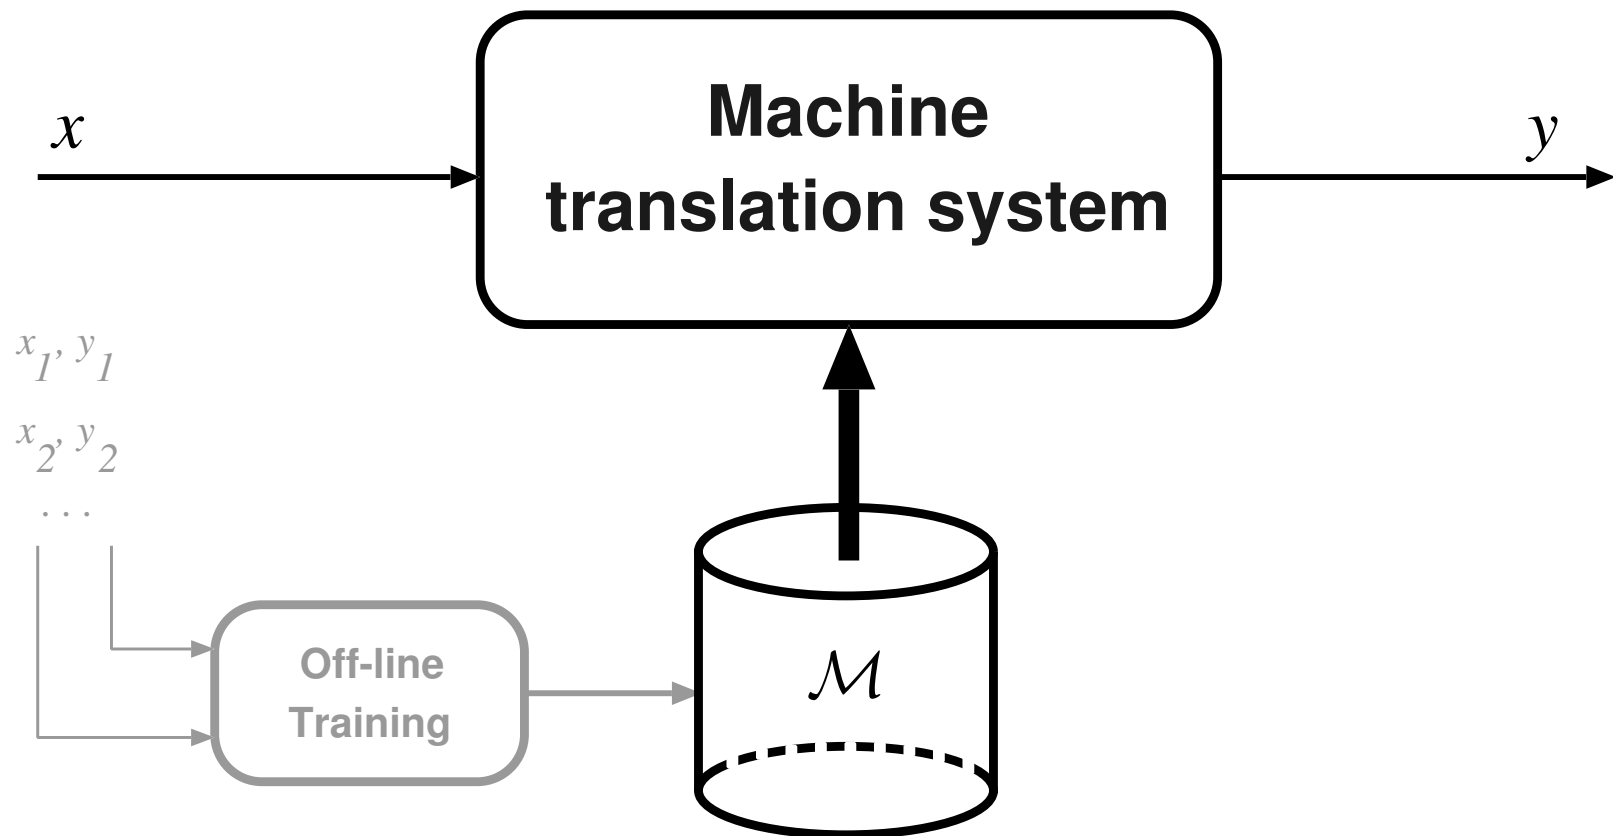 x
Machine
translation system
y
x1, y1
x2, y2
. . .
Off-line
Training
ℳ